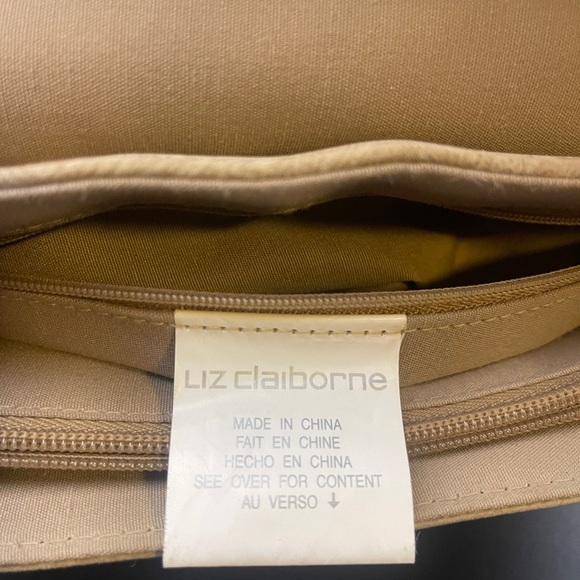 LIZ claiborne
MADE IN CHINA
FAIT EN CHINE
HECHO EN CHINA
SEE OVER FOR CONTENT
AU VERSO ↓